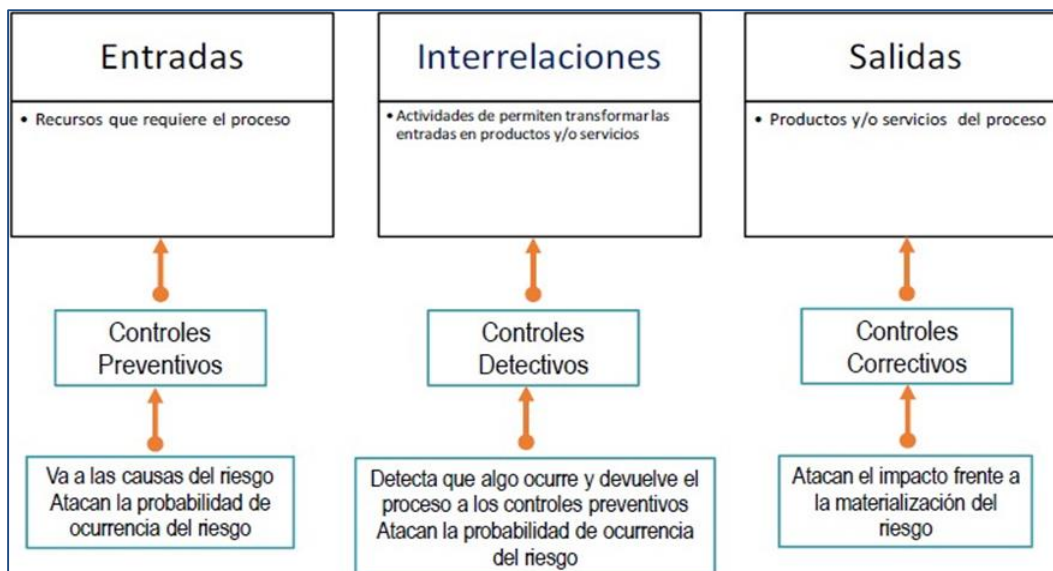 Entradas
• Recursos que requiere el proceso
Controles
Preventivos
Va a las causas del riesgo
Atacan la probabilidad de
ocurrencia del riesgo
Interrelaciones
• Actividades de permiten transformar las
entradas en productos y/o servicios
Controles
Detectivos
Detecta que algo ocurre y devuelve el
proceso a los controles preventivos
Atacan la probabilidad de ocurrencia
del riesgo
Salidas
• Productos y/o servicios del proceso
Controles
Correctivos
Atacan el impacto frente a
la materialización del
riesgo